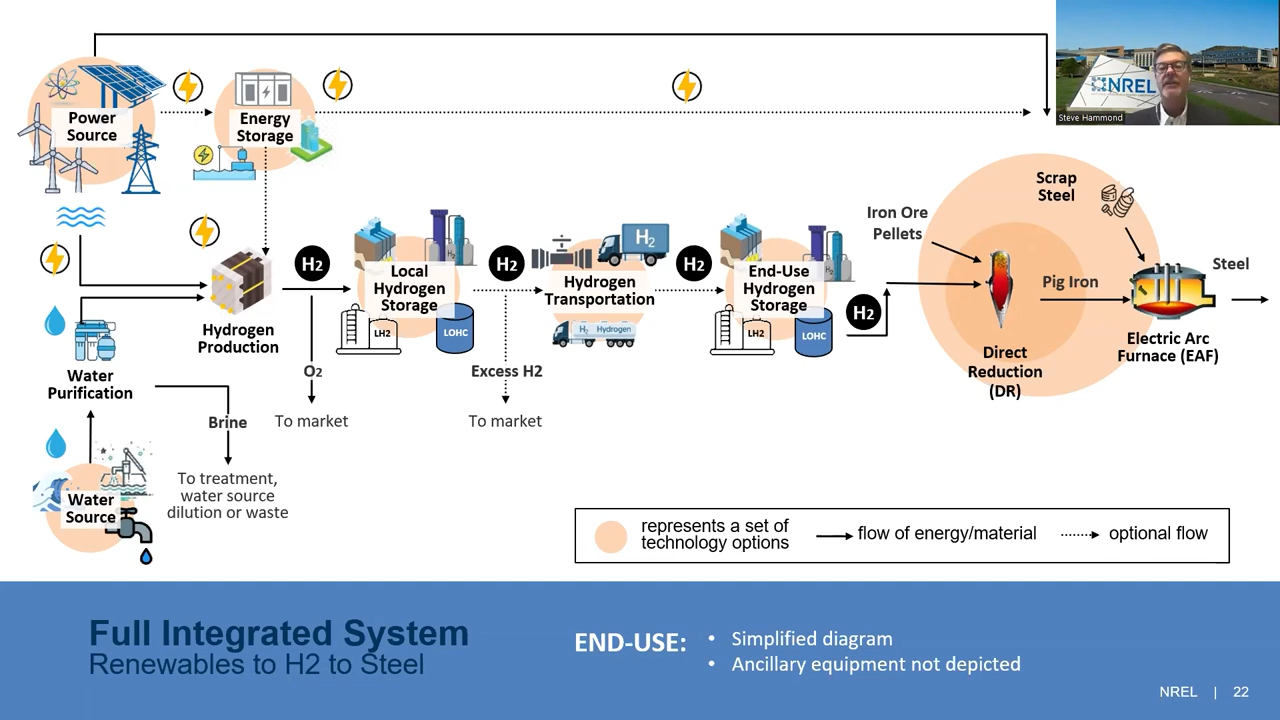 NREL
Steve Hammond
Power
Source
Energy
Storage
Scrap
Steel
Iron Ore
Pellets
H2
H2
H2
H2
H2
Local
Hydrogen
Storage
Hydrogen
Transportation
End-Use
Hydrogen
Storage
H2
Steel
Pig Iron
H2
LH2
LOHC
H2 Hydrogen
LH2
LOHC
Hydrogen
Production
Electric Arc
Furnace (EAF)
Direct
Reduction
(DR)
O2
Excess H2
Water
Purification
Brine
To market
To market
To treatment,
water source
dilution or waste
Water
Source
represents a set of
technology options
flow of energy/material
optional flow
Full Integrated System
Renewables to H2 to Steel
END-USE:
• Simplified diagram
• Ancillary equipment not depicted
NREL | 22